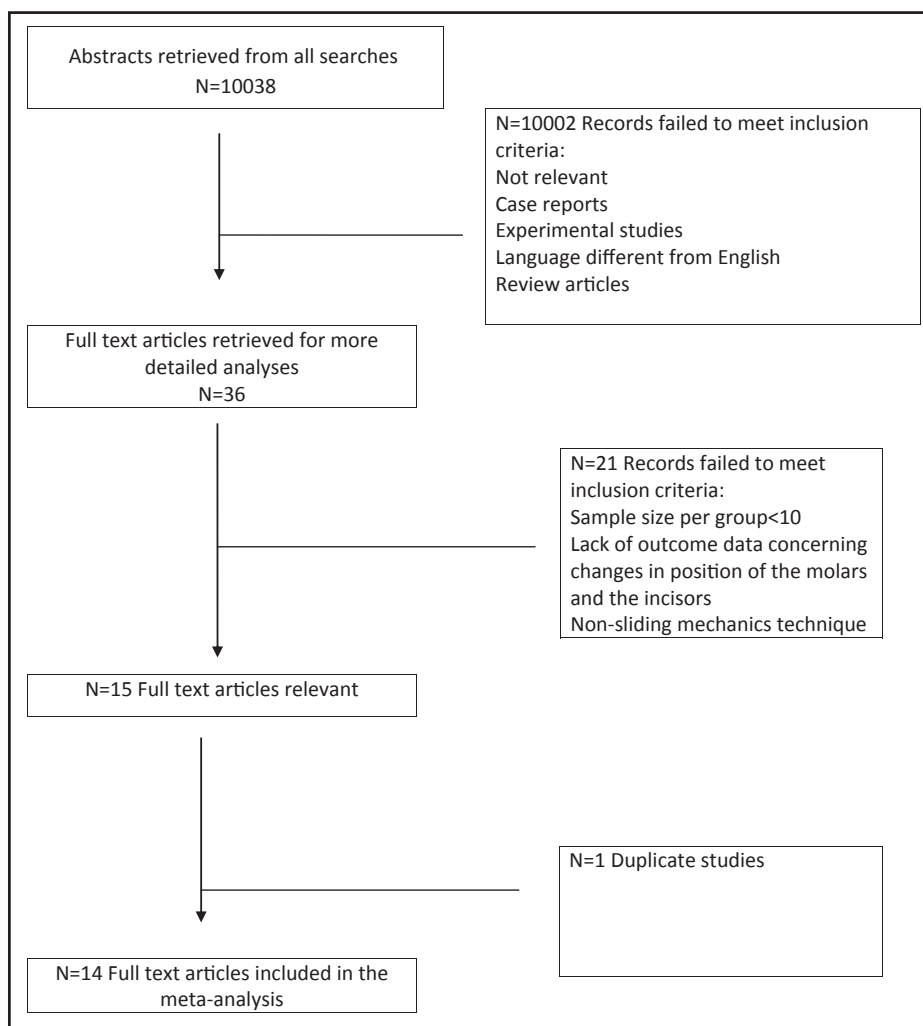 Abstracts retrieved from all searches
N=10038
N=10002 Records failed to meet inclusion
criteria:
Not relevant
Case reports
Experimental studies
Language different from English
Review articles
Full text articles retrieved for more
detailed analyses
N=36
N=21 Records failed to meet
inclusion criteria:
Sample size per group<10
Lack of outcome data concerning
changes in position of the molars
and the incisors
Non-sliding mechanics technique
N=15 Full text articles relevant
N=1 Duplicate studies
N=14 Full text articles included in the
meta-analysis